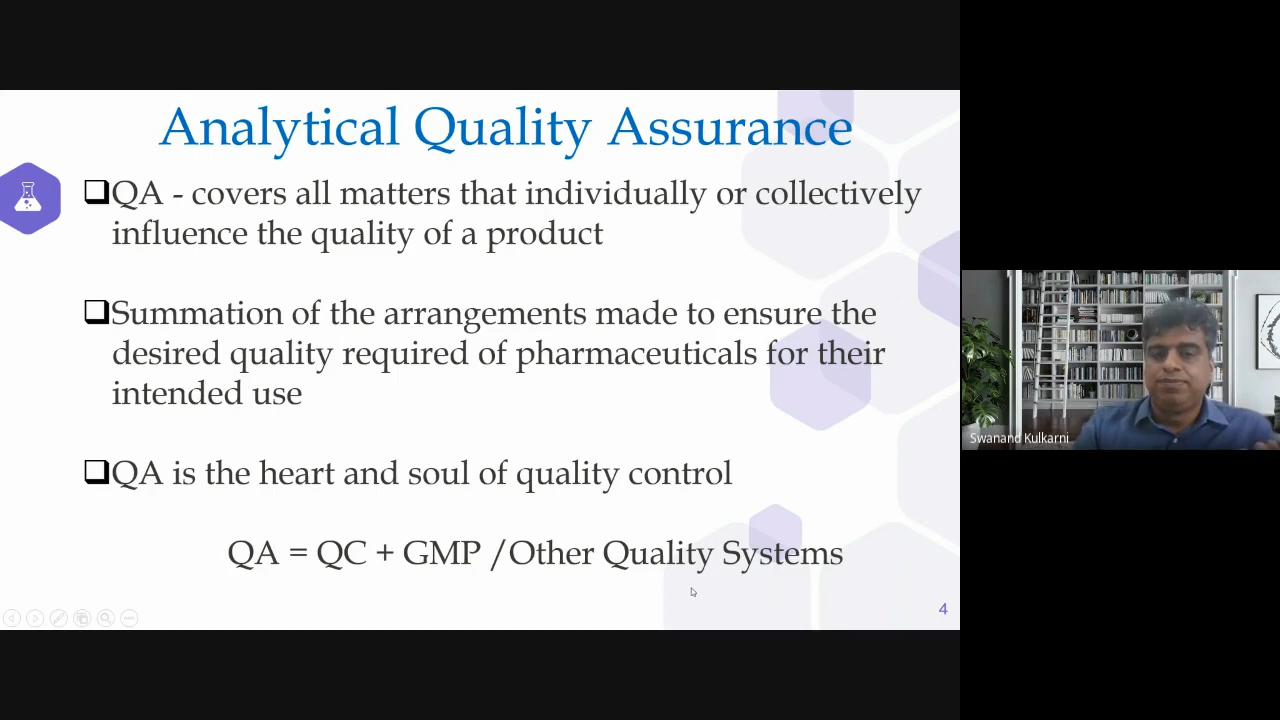 Analytical Quality Assurance
QA - covers all matters that individually or collectively
influence the quality of a product
Summation of the arrangements made to ensure the
desired quality required of pharmaceuticals for their
intended use
QA is the heart and soul of quality control
QA = QC + GMP /Other Quality Systems
4
Swanand Kulkarni